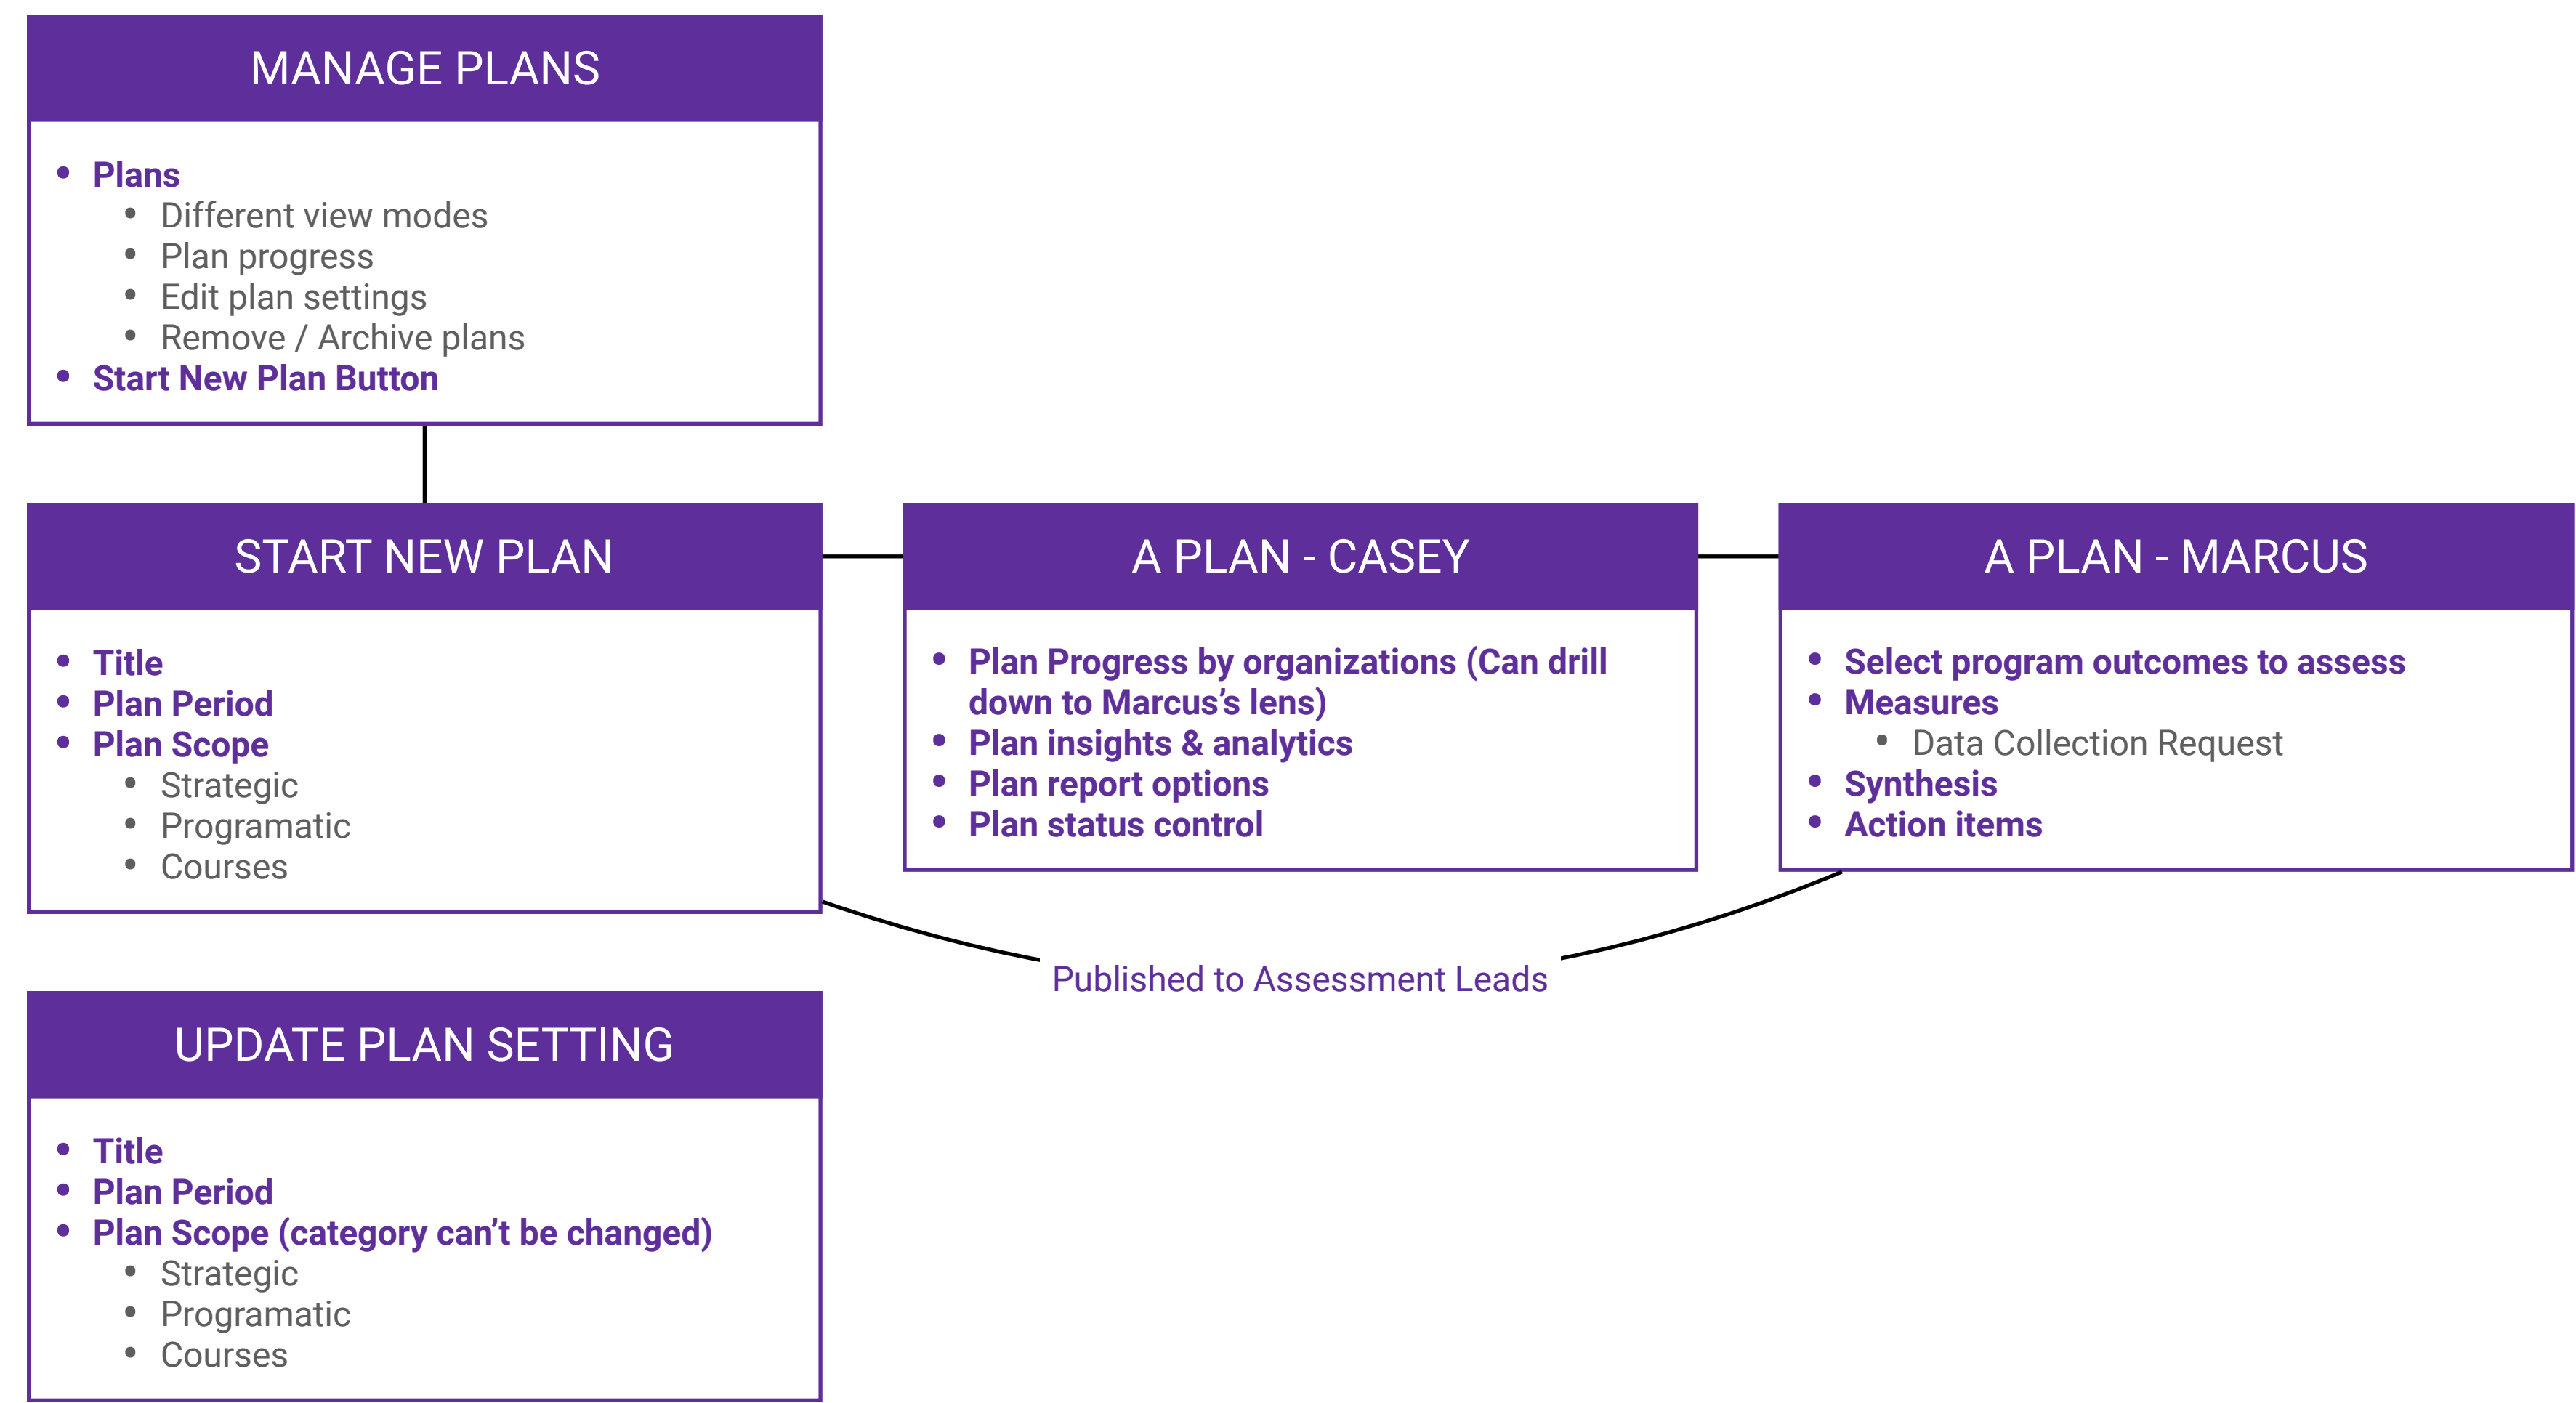 MANAGE PLANS
• Plans
• Different view modes
• Plan progress
• Edit plan settings
• Remove / Archive plans
• Start New Plan Button
START NEW PLAN
• Title
• Plan Period
• Plan Scope
• Strategic
• Programatic
• Courses
A PLAN - CASEY
• Plan Progress by organizations (Can drill
down to Marcus’s lens)
• Plan insights & analytics
• Plan report options
• Plan status control
A PLAN - MARCUS
• Select program outcomes to assess
• Measures
• Data Collection Request
• Synthesis
• Action items
Published to Assessment Leads
UPDATE PLAN SETTING
• Title
• Plan Period
• Plan Scope (category can’t be changed)
• Strategic
• Programatic
• Courses